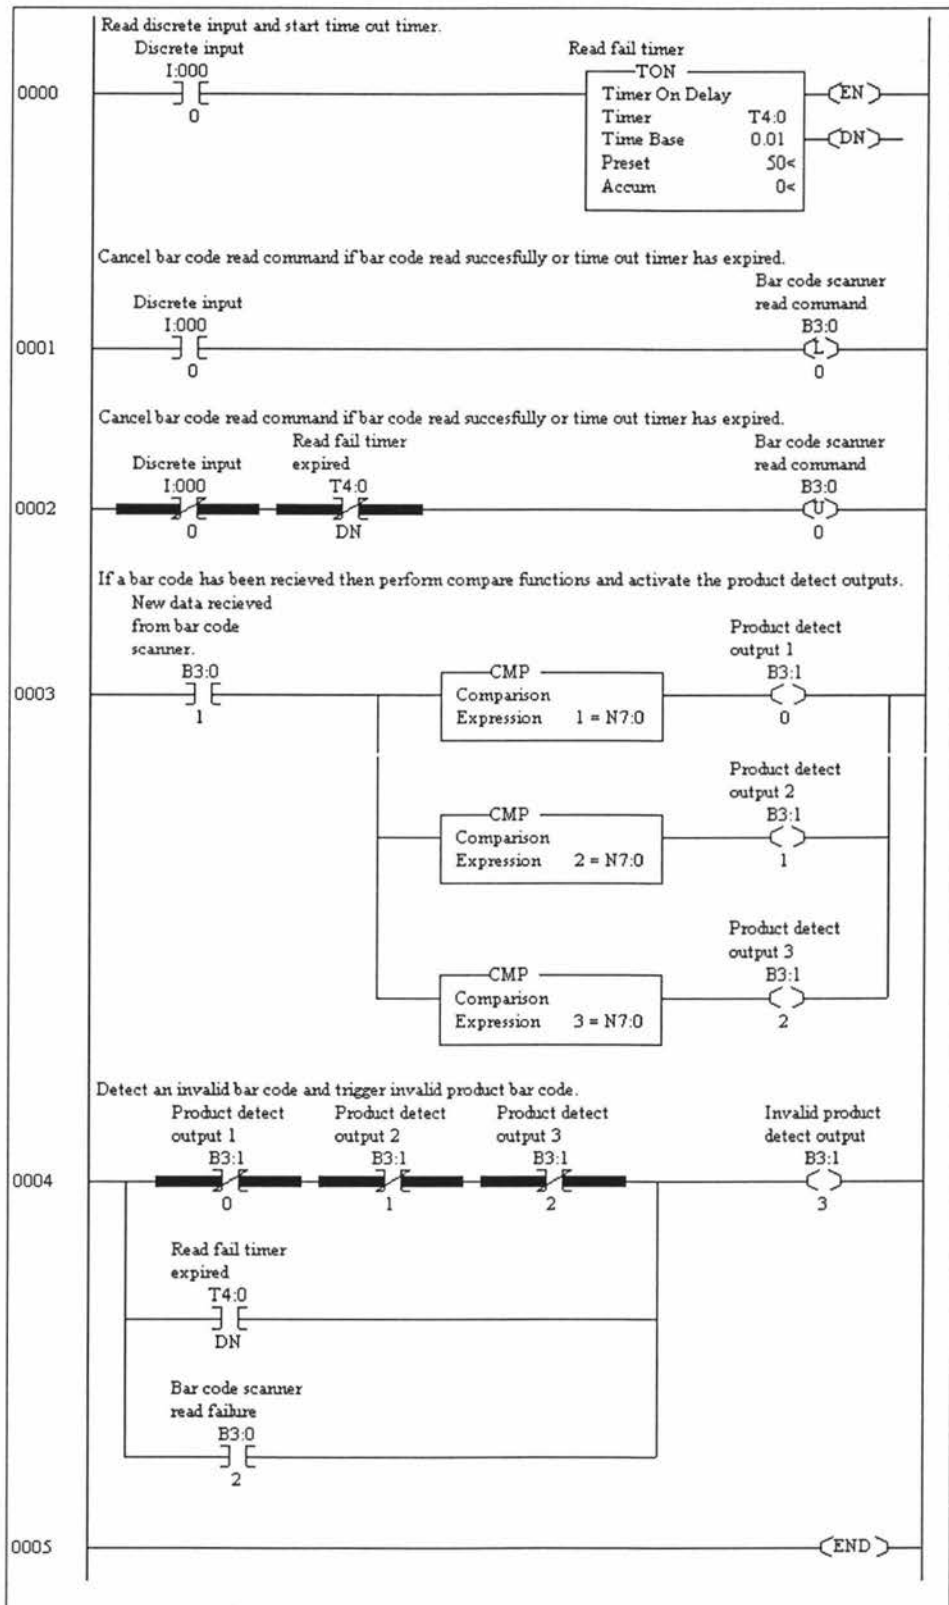 Read discrete input and start time out timer.
Discrete input
I:000
0
0000
Read fail timer
TON
Timer On Delay
Timer T4:0
Time Base 0.01
Preset 50<
Accum 0<
EN
DN
Cancel bar code read command if bar code read succesfully or time out timer has expired.
Discrete input
I:000
0
0001
Bar code scanner
read command
B3:0
L
0
Cancel bar code read command if bar code read succesfully or time out timer has expired.
Discrete input
I:000
0
0002
Read fail timer
expired
T4:0
DN
Bar code scanner
read command
B3:0
U
0
If a bar code has been recieved then perform compare functions and activate the product detect outputs.
New data recieved
from bar code
scanner.
B3:0
1
0003
CMP
Comparison
Expression 1 = N7:0
Product detect
output 1
B3:1
0
CMP
Comparison
Expression 2 = N7:0
Product detect
output 2
B3:1
1
CMP
Comparison
Expression 3 = N7:0
Product detect
output 3
B3:1
2
Detect an invalid bar code and trigger invalid product bar code.
Product detect
output 1
B3:1
0
0004
Product detect
output 2
B3:1
1
Product detect
output 3
B3:1
2
Invalid product
detect output
B3:1
3
Read fail timer
expired
T4:0
DN
Bar code scanner
read failure
B3:0
2
0005
END